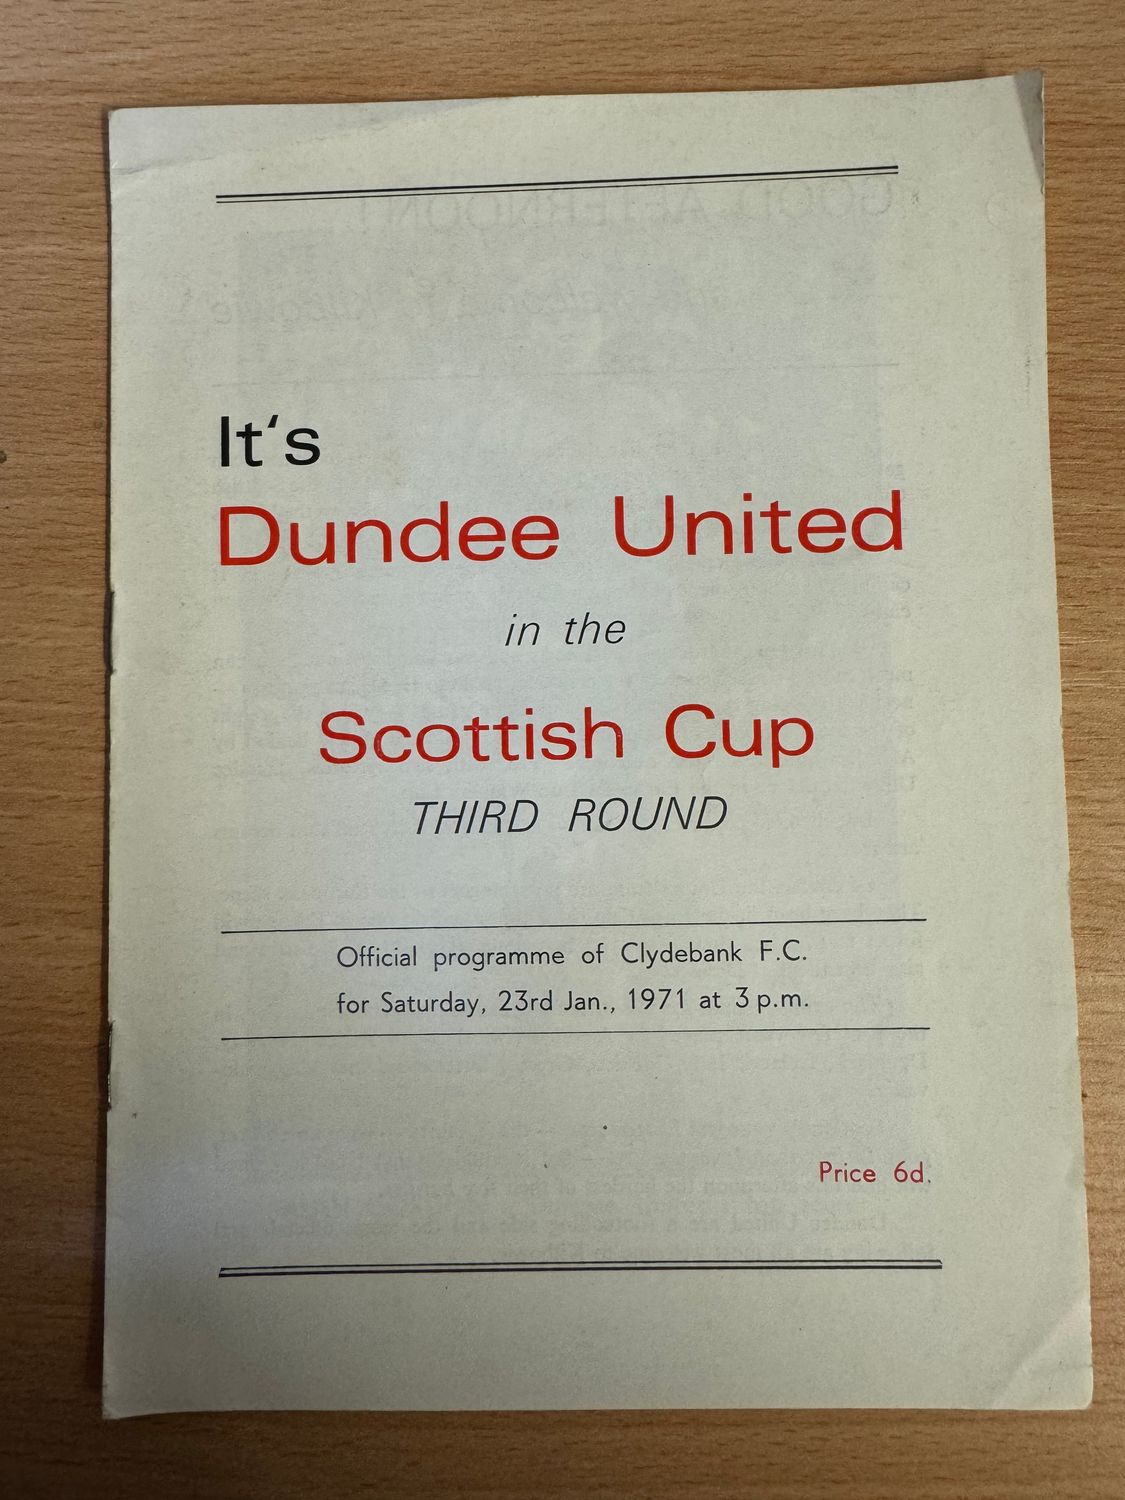 It‘s
Dundee United
in the
Scottish Cup
THIRD ROUND
Official programme of Clydebank F.C.
for Saturday, 23rd Jan., 1971 at 3 p.m.
Price 6d.